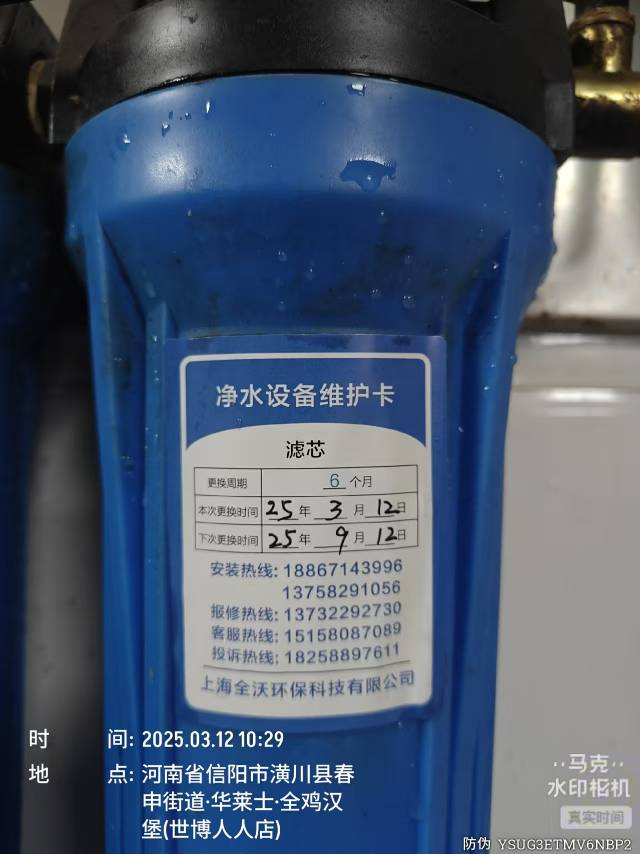 净水设备维护卡
滤芯
更换周期 6 个月
本次更换时间 25 年 3 月 12 日
下次更换时间 25 年 9 月 12 日
安装热线: 18867143996
13758291056
报修热线: 13732292730
客服热线: 15158087089
投诉热线: 18258897611
上海全沃环保科技有限公司
时 间: 2025.03.12 10:29
地 点: 河南省信阳市潢川县春
申街道·华莱士·全鸡汉
堡(世博人人店)
马克
水印相机
真实时间
防伪 YSUG3ETMV6NBP2